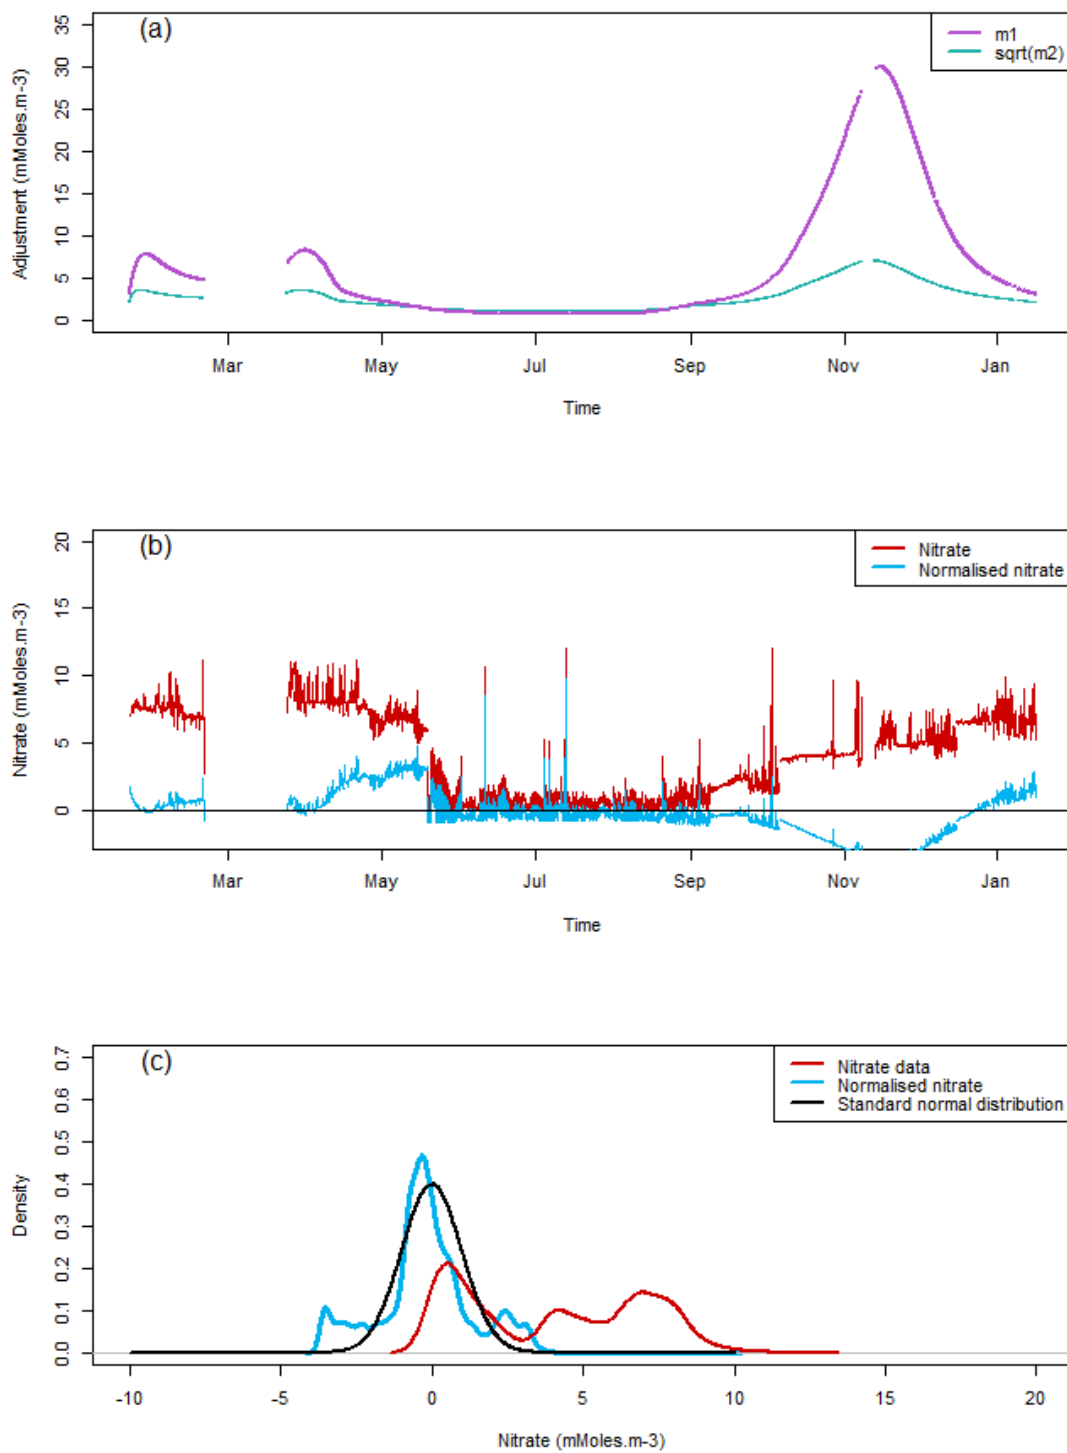 (a)
m1
sqrt(m2)
Adjustment (mMoles.m-3)
35
30
25
20
15
10
5
0
Mar May Jul Sep Nov Jan
Time
(b)
Nitrate
Normalised nitrate
Nitrate (mMoles.m-3)
20
15
10
5
0
Mar May Jul Sep Nov Jan
Time
(c)
Nitrate data
Normalised nitrate
Standard normal distribution
Density
0.7
0.6
0.5
0.4
0.3
0.2
0.1
0.0
-10 -5 0 5 10 15 20
Nitrate (mMoles.m-3)